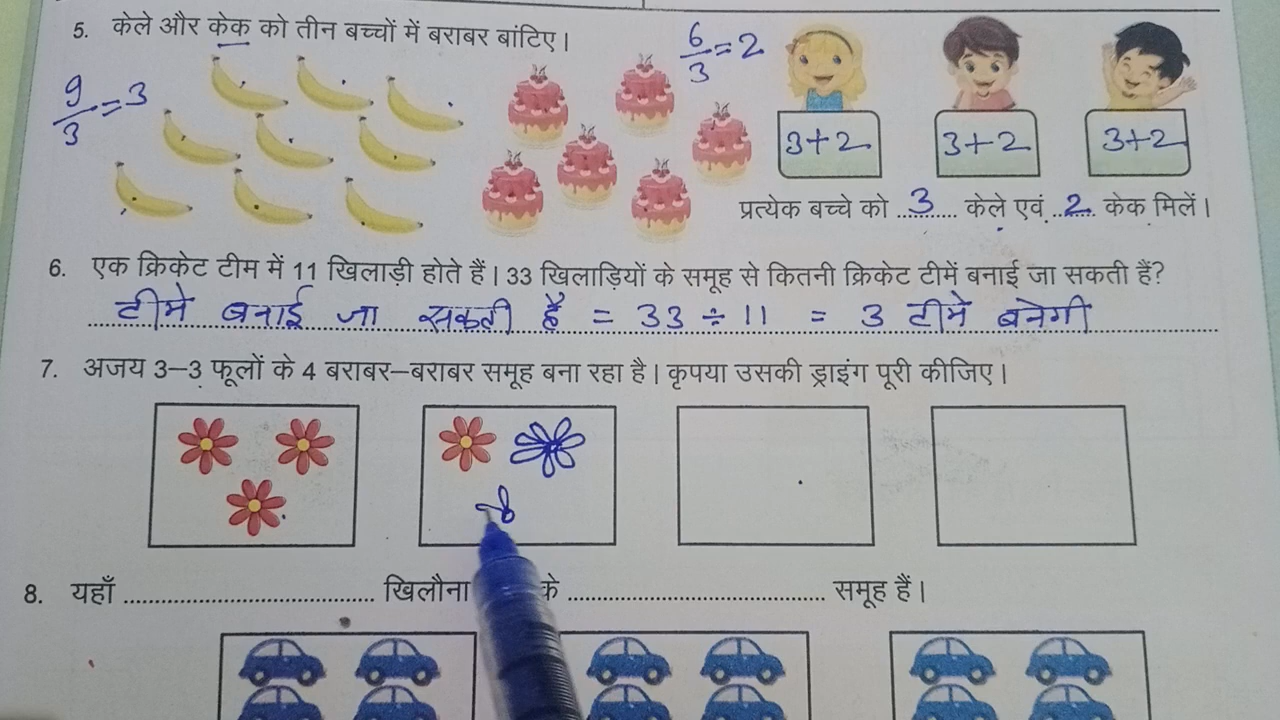 5. केले और केक को तीन बच्चों में बराबर बांटिए।
9/3 = 3
6/3 = 2
3+2 3+2 3+2
प्रत्येक बच्चे को ..3.. केले एवं ..2.. केक मिलें।
6. एक क्रिकेट टीम में 11 खिलाड़ी होते हैं। 33 खिलाड़ियों के समूह से कितनी क्रिकेट टीमें बनाई जा सकती हैं?
टीमे बनाई जा सकती है = 33 ÷ 11 = 3 टीमे बनेगी
7. अजय 3–3 फूलों के 4 बराबर–बराबर समूह बना रहा है। कृपया उसकी ड्राइंग पूरी कीजिए।
8. यहाँ .................................... खिलौना के .................................... समूह हैं।